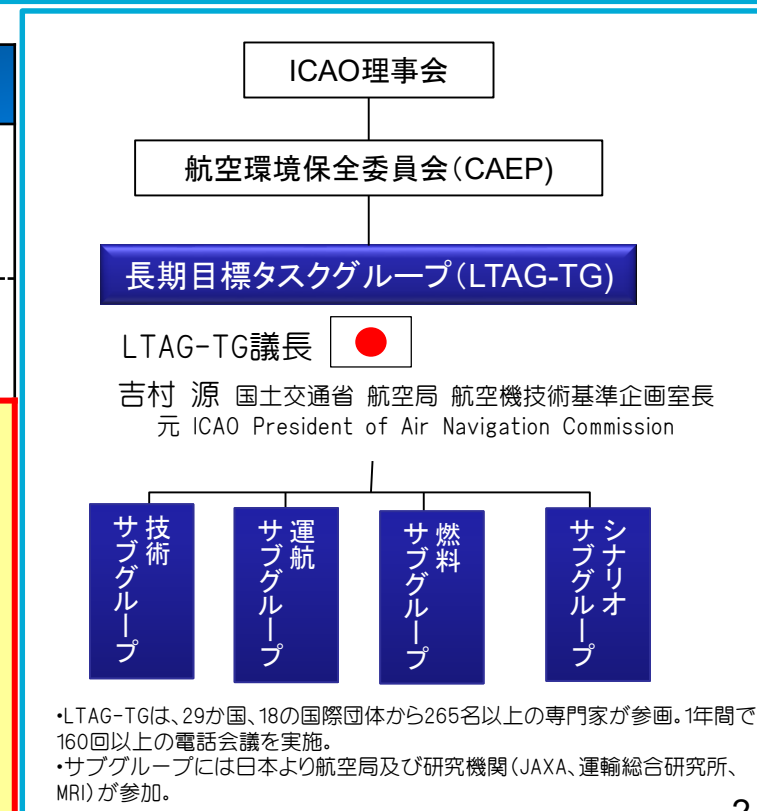 ICAO理事会
航空環境保全委員会(CAEP)
長期目標タスクグループ(LTAG-TG)
LTAG-TG議長
吉村 源 国土交通省 航空局 航空機技術基準企画室長
元 ICAO President of Air Navigation Commission
技術
サブグループ
運航
サブグループ
燃料
サブグループ
シナリオ
サブグループ
・LTAG-TGは、29か国、18の国際団体から265名以上の専門家が参画。1年間で
160回以上の電話会議を実施。
・サブグループには日本より航空局及び研究機関(JAXA、運輸総合研究所、
MRI)が参加。